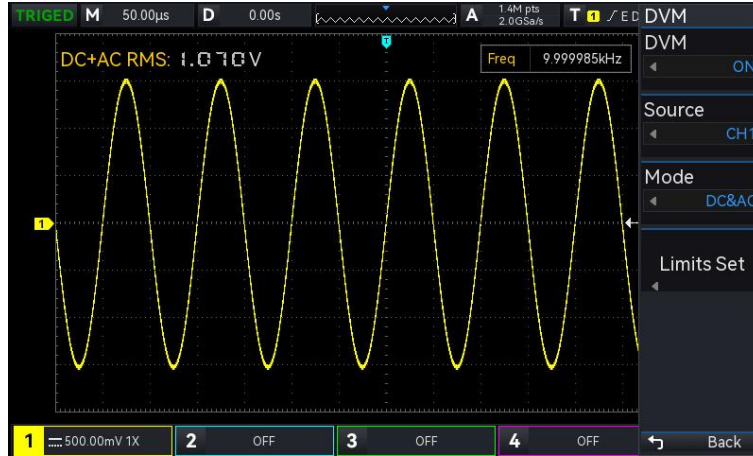 TRIGED M 50.00μs D 0.00s A 1.4M pts 2.0GSa/s T 1 E D DVM
T
DC+AC RMS: 1.070V
Freq 9.999985kHz
DVM
ON
Source
CH1
Mode
DC&AC
1
Limits Set
1 500.00mV 1X 2 OFF 3 OFF 4 OFF Back